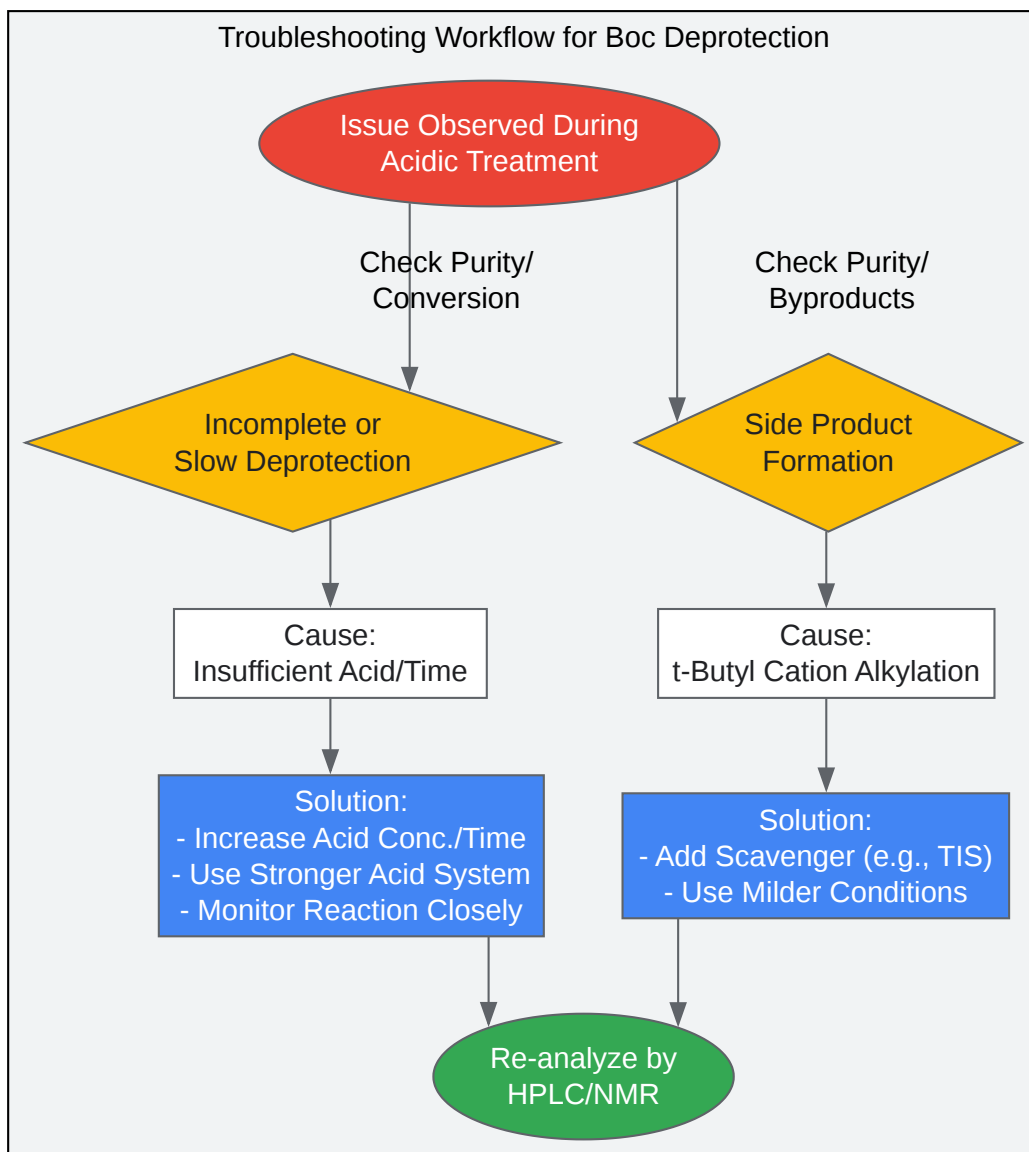 Troubleshooting Workflow for Boc Deprotection
Issue Observed During
Acidic Treatment
Check Purity/
Conversion
Check Purity/
Byproducts
Incomplete or
Slow Deprotection
Side Product
Formation
Cause:
Insufficient Acid/Time
Cause:
t-Butyl Cation Alkylation
Solution:
- Increase Acid Conc./Time
- Use Stronger Acid System
- Monitor Reaction Closely
Solution:
- Add Scavenger (e.g., TIS)
- Use Milder Conditions
Re-analyze by
HPLC/NMR